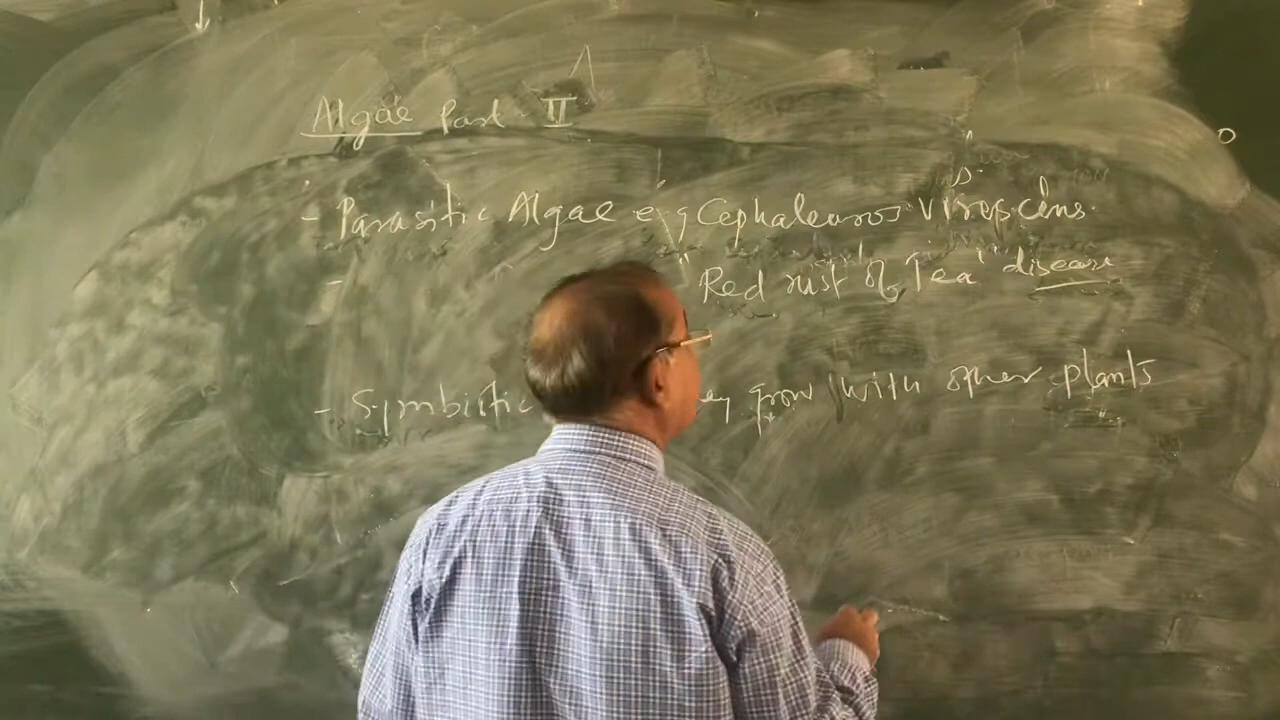 Algae Part - II
- Parasitic Algae e.g Cephaleuros Virescens.
"Red rust of Tea" disease
- Symbiotic grow with other plants